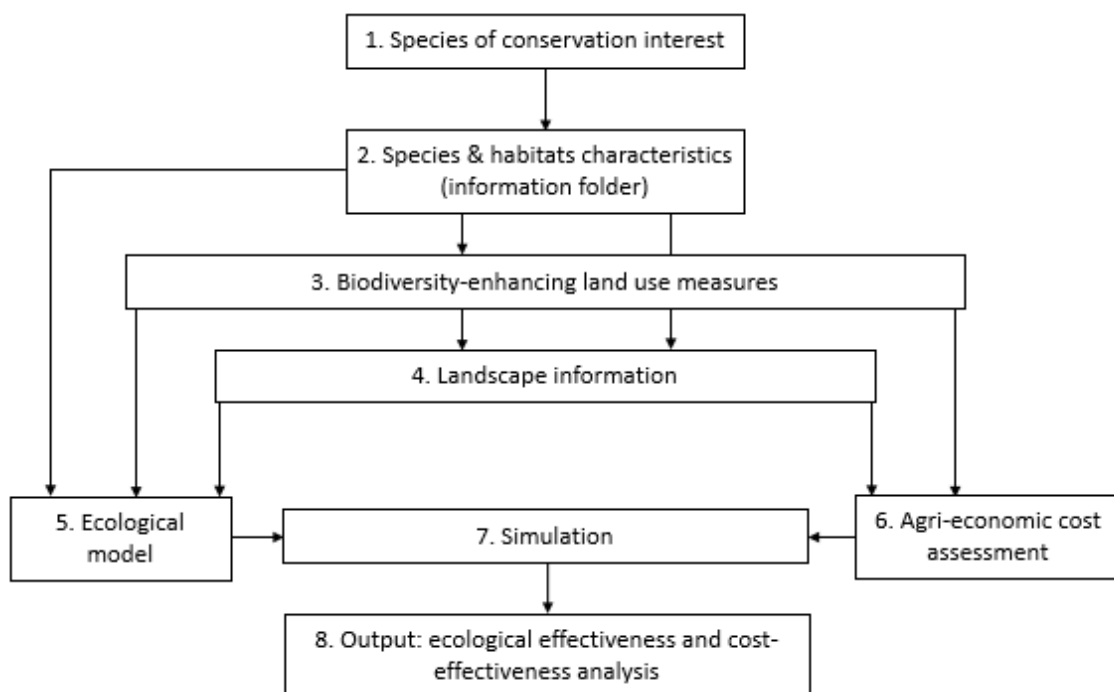 1. Species of conservation interest
2. Species & habitats characteristics
(information folder)
3. Biodiversity-enhancing land use measures
4. Landscape information
5. Ecological
model
7. Simulation
6. Agri-economic cost
assessment
8. Output: ecological effectiveness and cost-
effectiveness analysis